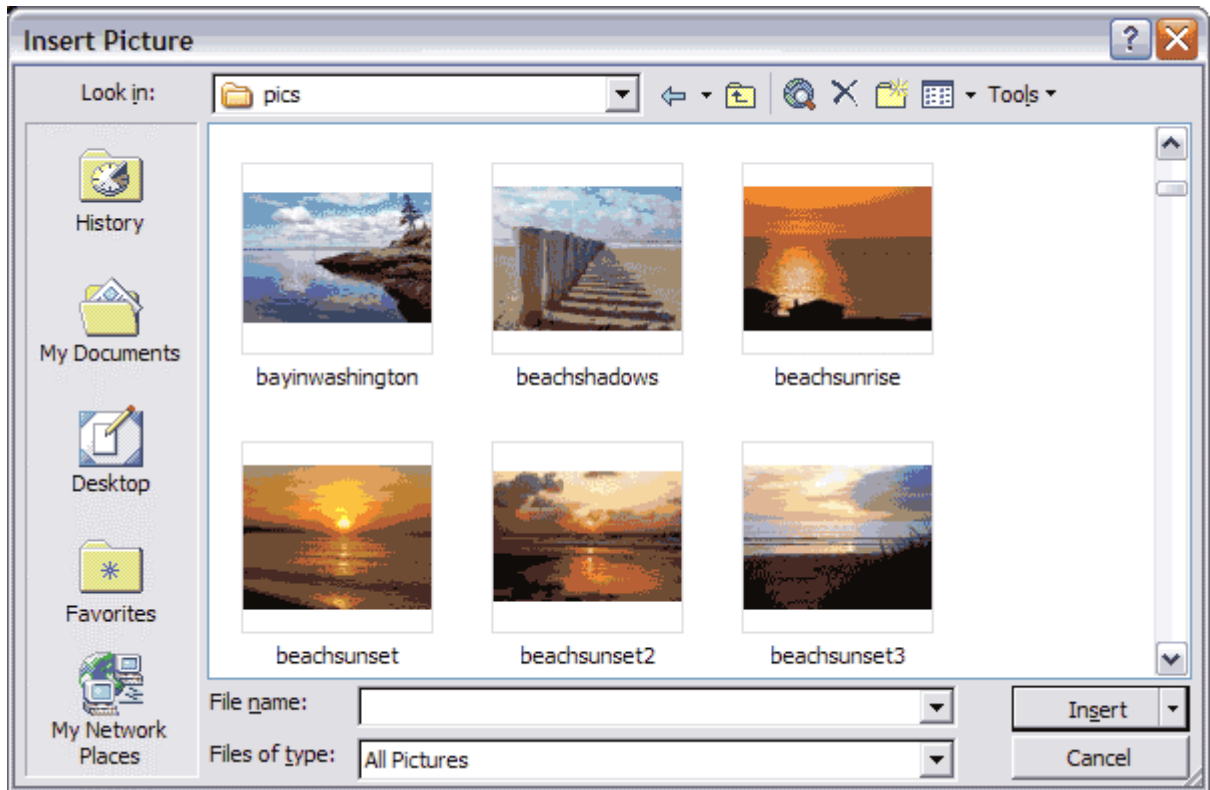 Insert Picture
?
Look in:
pics
Tools
History
My Documents
Desktop
Favorites
My Network
Places
bayinwashington
beachshadows
beachsunrise
beachsunset
beachsunset2
beachsunset3
File name:
Insert
Files of type:
All Pictures
Cancel